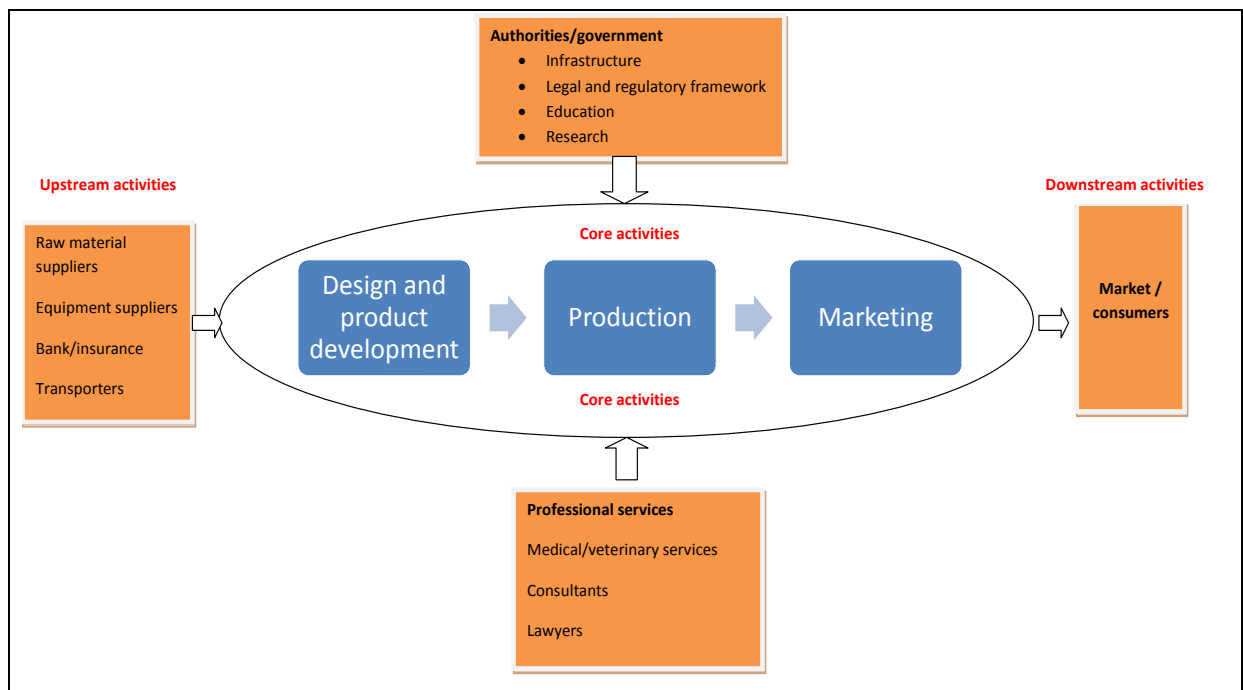 Authorities/government
• Infrastructure
• Legal and regulatory framework
• Education
• Research
Upstream activities
Downstream activities
Raw material
suppliers
Equipment suppliers
Bank/insurance
Transporters
Core activities
Design and
product
development
Production
Marketing
Core activities
Market /
consumers
Professional services
Medical/veterinary services
Consultants
Lawyers